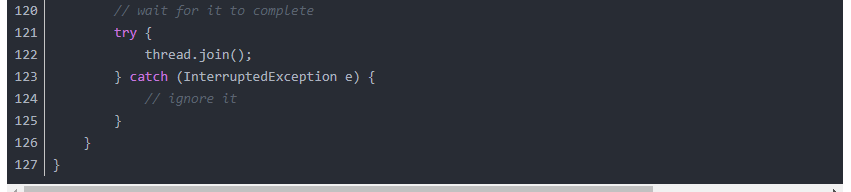 120 // wait for it to complete
121 try {
122 thread.join();
123 } catch (InterruptedException e) {
124 // ignore it
125 }
126 }
127 }